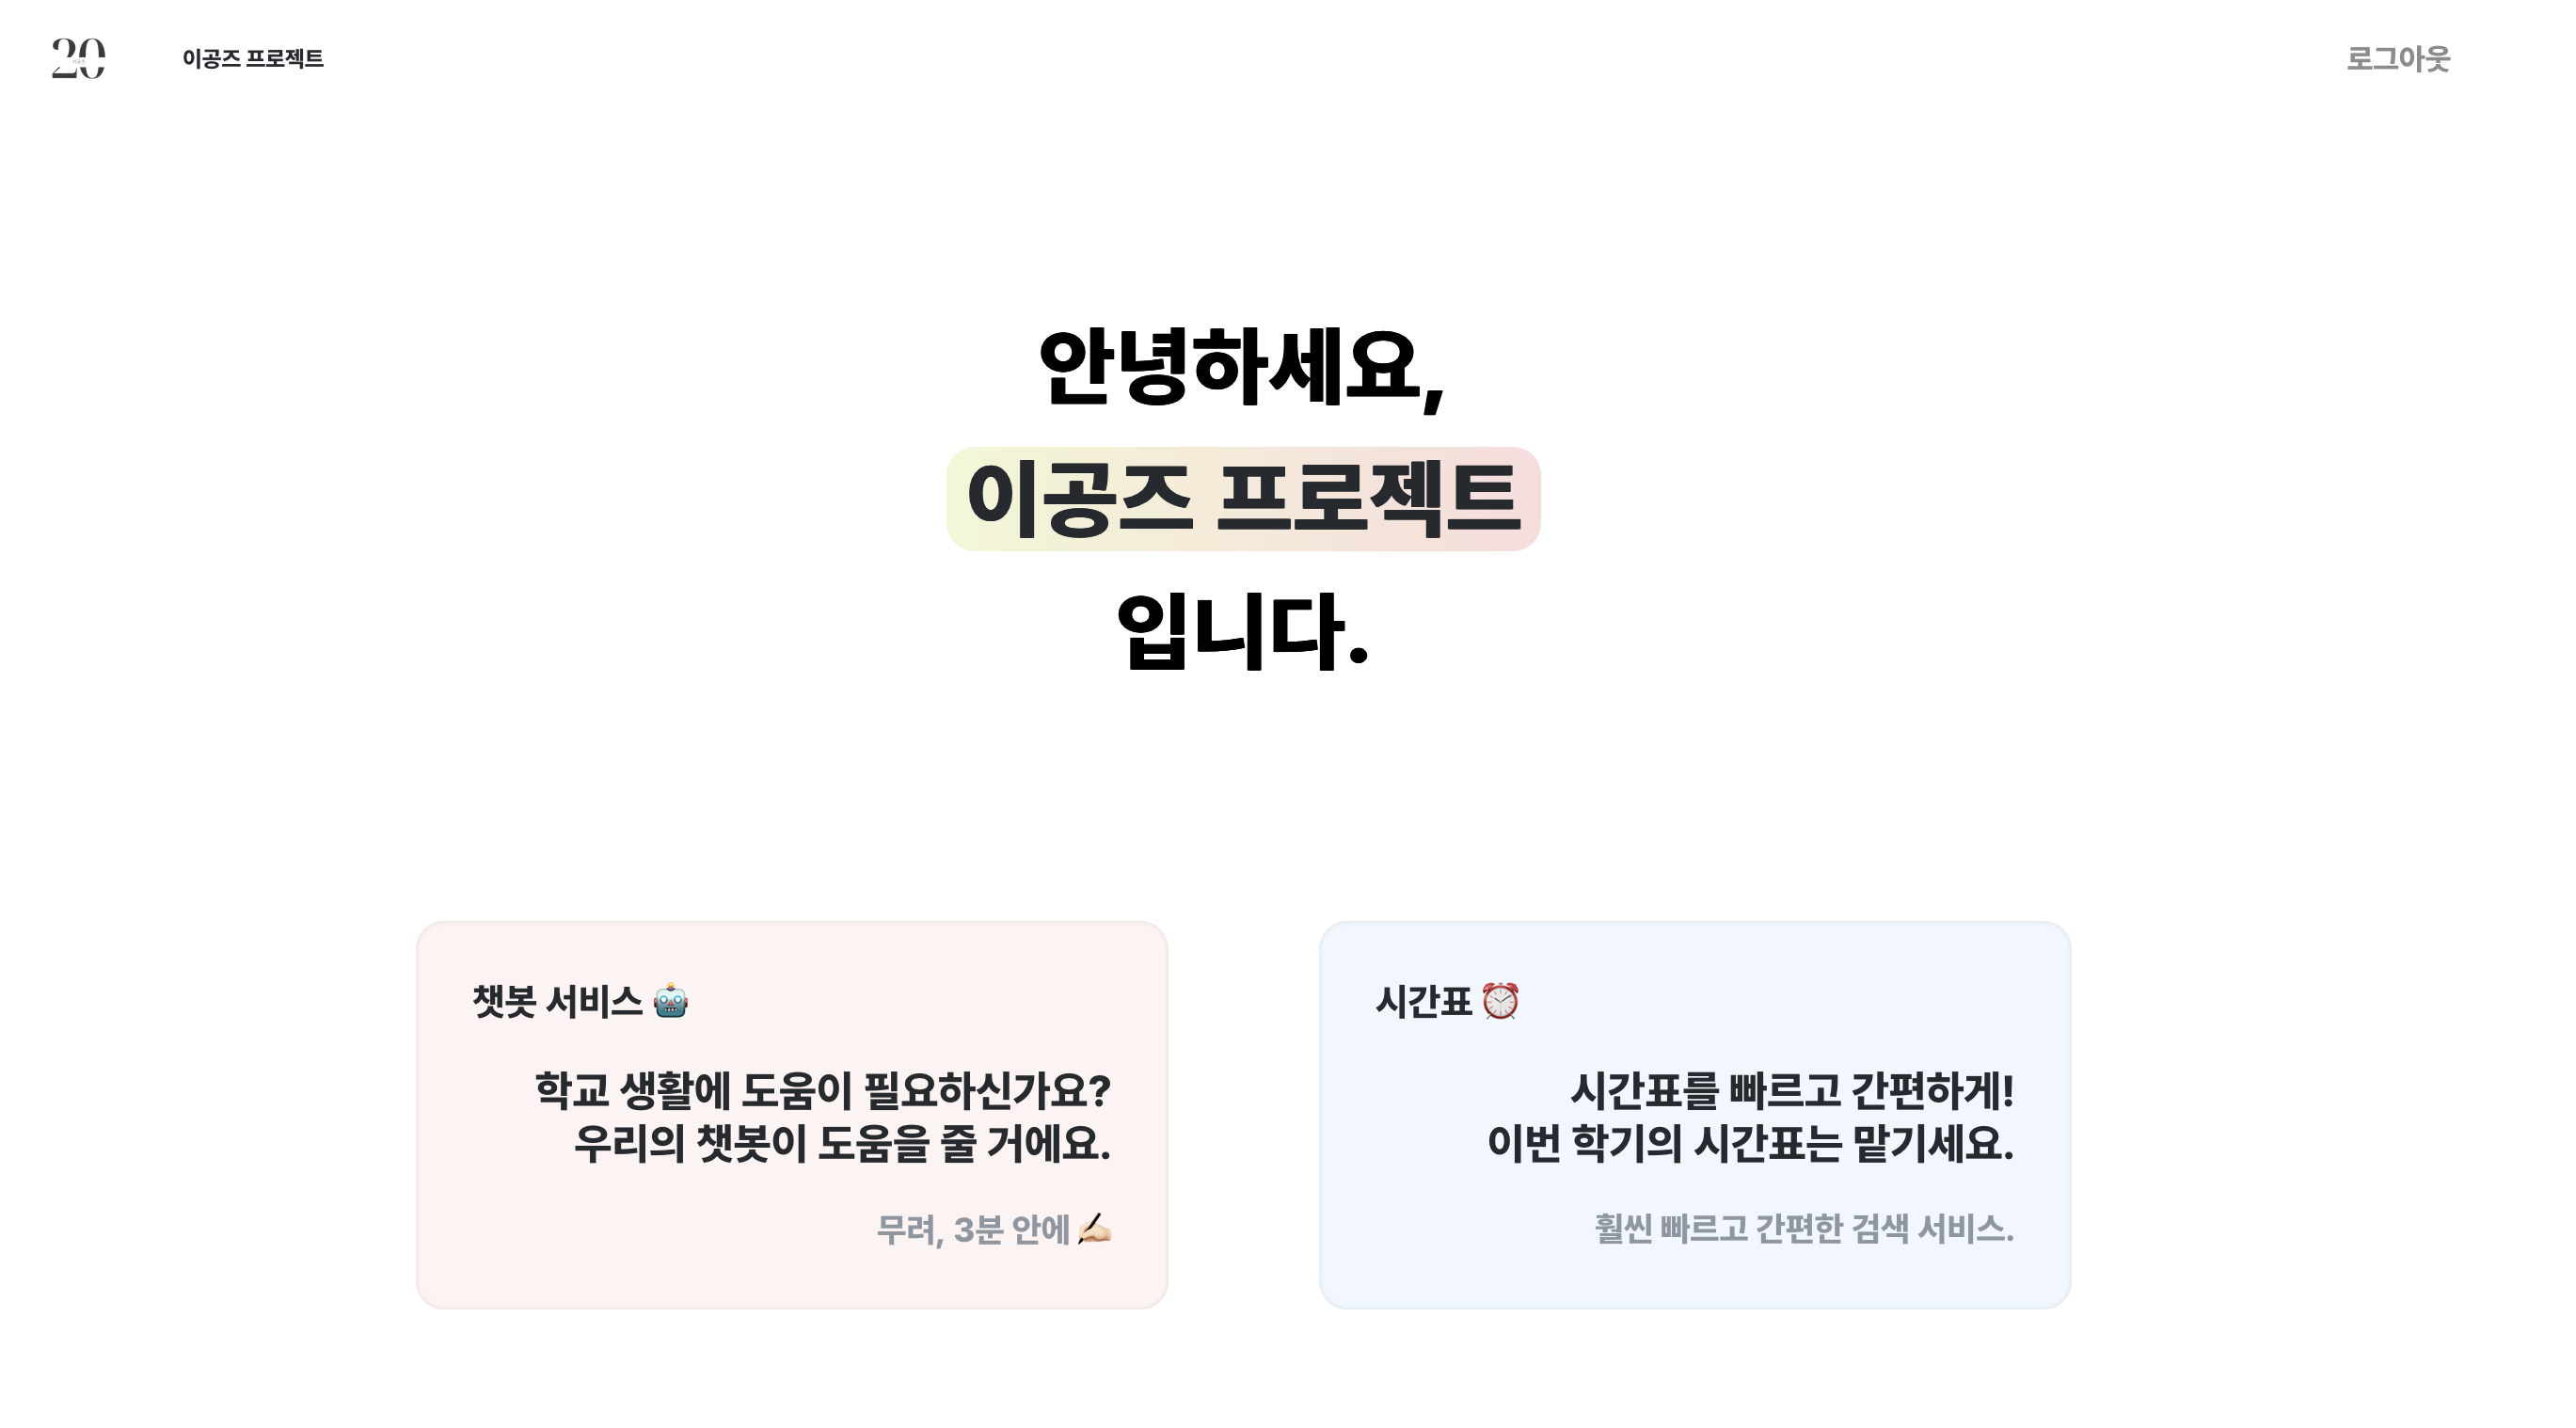 20
이공즈 프로젝트
로그아웃
안녕하세요,
이공즈 프로젝트
입니다.
챗봇 서비스 🤖
학교 생활에 도움이 필요하신가요?
우리의 챗봇이 도움을 줄 거에요.
무려, 3분 안에 ✍🏻
시간표 ⏰
시간표를 빠르고 간편하게!
이번 학기의 시간표는 맡기세요.
훨씬 빠르고 간편한 검색 서비스.